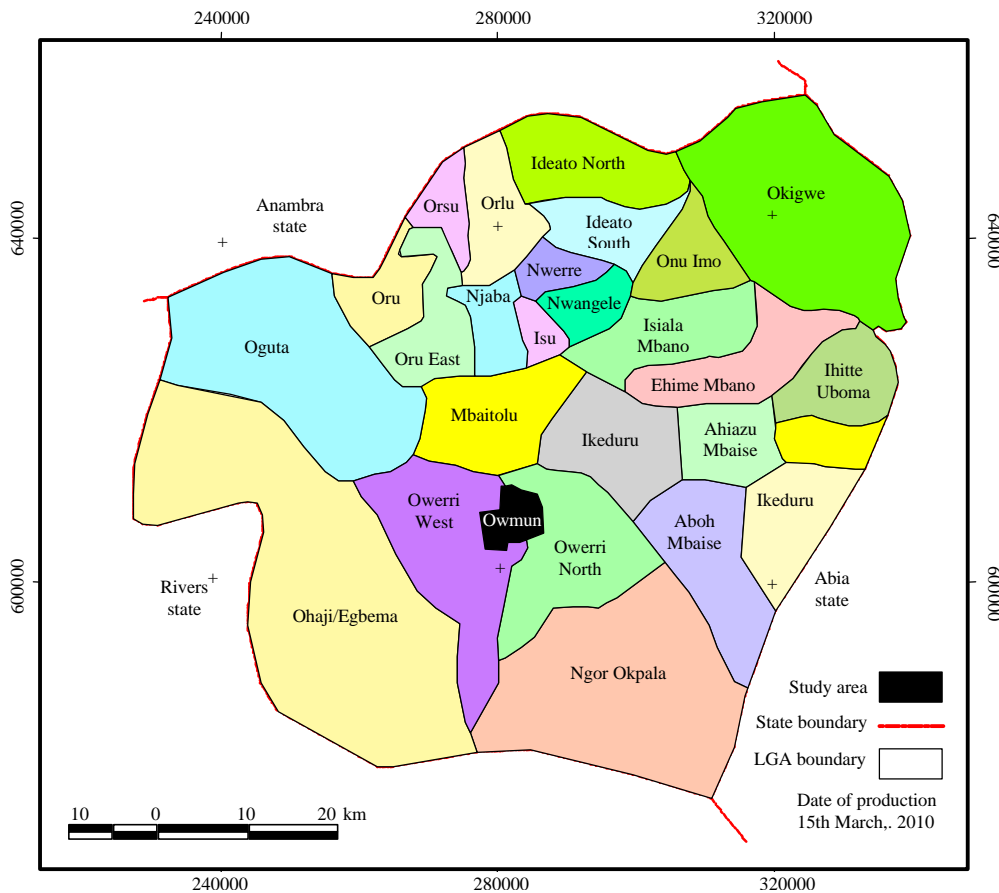 240000
280000
320000
640000
640000
600000
600000
Ideato North
Okigwe
Orsu
Orlu
Anambra
state
Ideato
South
Onu Imo
Nwerre
Oru
Njaba
Nwangele
Isiala
Mbano
Isu
Oguta
Oru East
Ihitte
Uboma
Ehime Mbano
Mbaitolu
Ikeduru
Ahiazu
Mbaise
Owerri
West
Ikeduru
Owmun
Aboh
Mbaise
Owerri
North
Rivers
state
Abia
state
Ohaji/Egbema
Ngor Okpala
Study area
State boundary
LGA boundary
Date of production
15th March,. 2010
10 0 10 20 km
240000
280000
320000